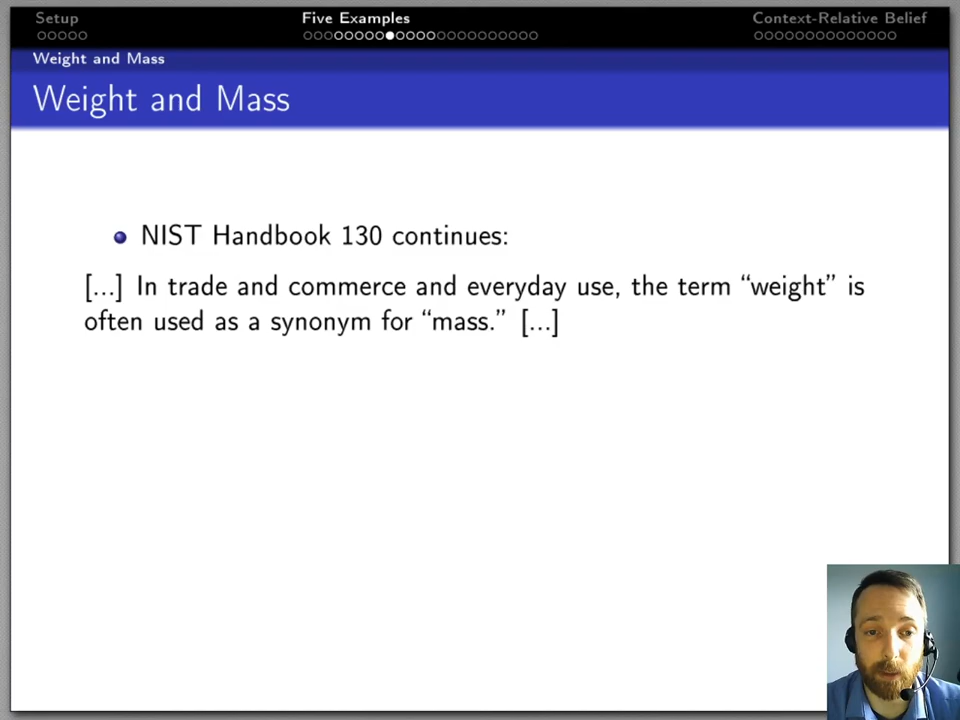 Setup
Five Examples
Context-Relative Belief
Weight and Mass
Weight and Mass
NIST Handbook 130 continues:
[...] In trade and commerce and everyday use, the term “weight” is
often used as a synonym for “mass.” [...]